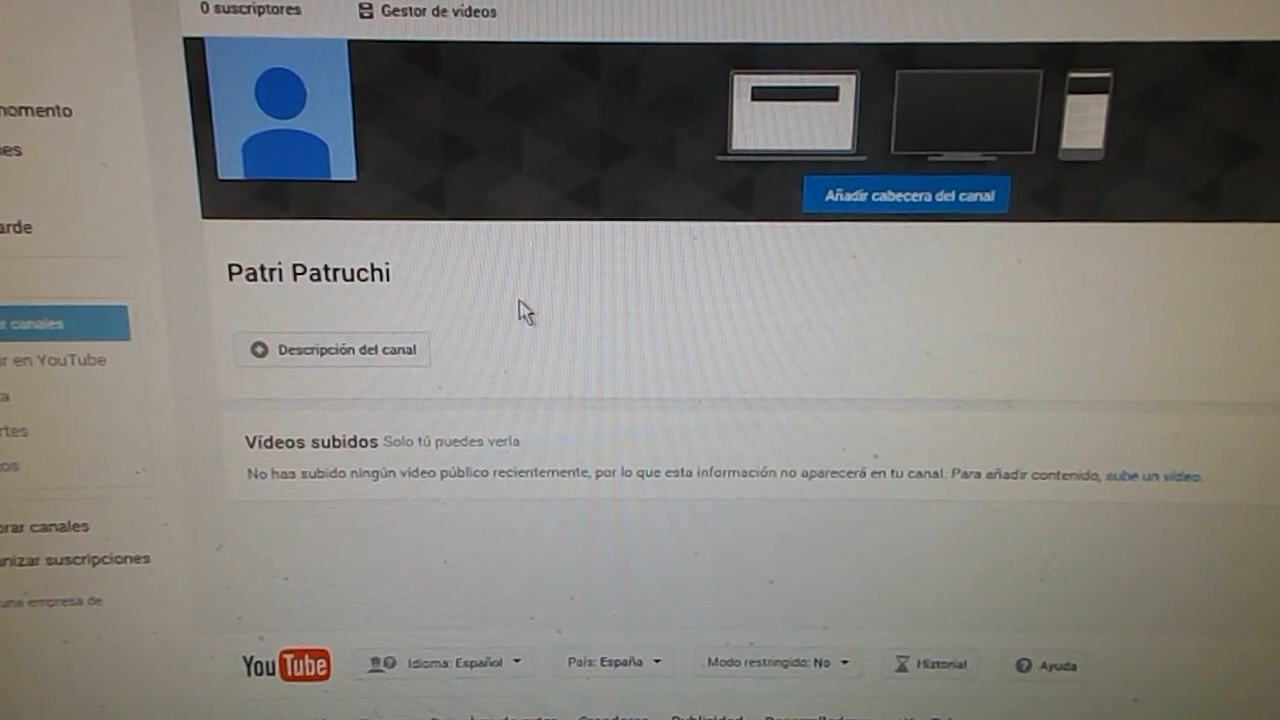 0 suscriptores Gestor de vídeos
Añadir cabecera del canal
Patri Patruchi
Descripción del canal
Vídeos subidos Solo tú puedes verla
No has subido ningún vídeo público recientemente, por lo que esta información no aparecerá en tu canal. Para añadir contenido, sube un vídeo.
momento
es
arde
r canales
r en YouTube
a
rtes
os
rar canales
nizar suscripciones
una empresa de
YouTube Idioma: Español País: España Modo restringido: No Historial Ayuda